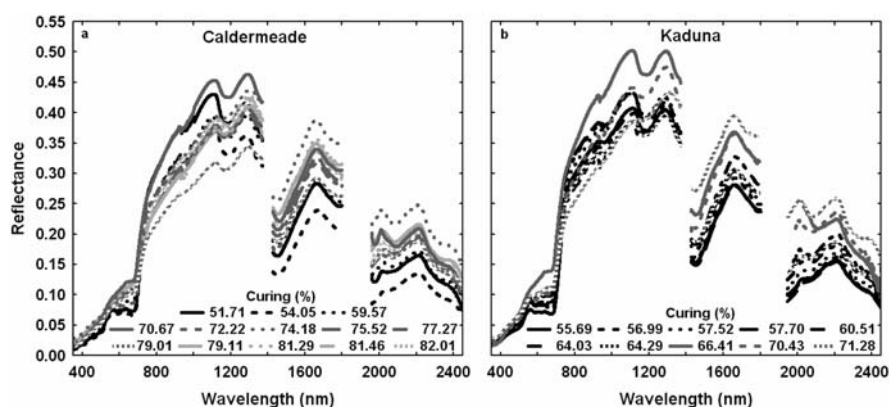 a Caldermeade
b Kaduna
0.55
0.50
0.45
0.40
0.35
0.30
0.25
0.20
0.15
0.10
0.05
0.00
Reflectance
Curing (%)
51.71 54.05 59.57
70.67 72.22 74.18 75.52 77.27
79.01 79.11 81.29 81.46 82.01
Curing (%)
55.69 56.99 57.52 57.70 60.51
64.03 64.29 66.41 70.43 71.28
400 800 1200 1600 2000 2400
400 800 1200 1600 2000 2400
Wavelength (nm)
Wavelength (nm)